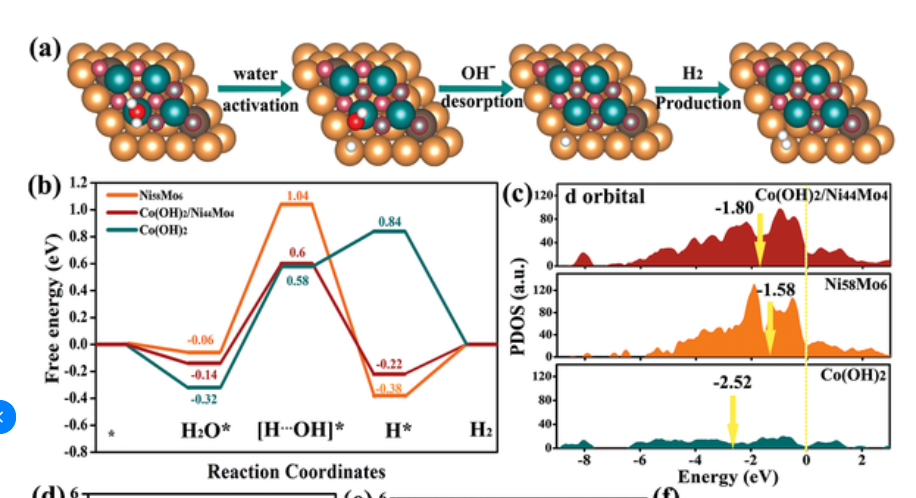 (a)
water
activation
OH⁻
desorption
H₂
Production
(b)
Free energy (eV)
1.2
1.0
0.8
0.6
0.4
0.2
0.0
-0.2
-0.4
-0.6
-0.8
Ni₅₈Mo₆
Co(OH)₂/Ni₄₄Mo₄
Co(OH)₂
1.04
0.84
0.6
0.58
-0.06
-0.14
-0.32
-0.22
-0.38
*
H₂O*
[H···OH]*
H*
H₂
Reaction Coordinates
(c)
d orbital
Co(OH)₂/Ni₄₄Mo₄
-1.80
120
80
40
0
Ni₅₈Mo₆
-1.58
120
80
40
0
Co(OH)₂
-2.52
120
80
40
0
PDOS (a.u.)
-8
-6
-4
-2
0
2
Energy (eV)
(d)
6
(e)
6
(f)